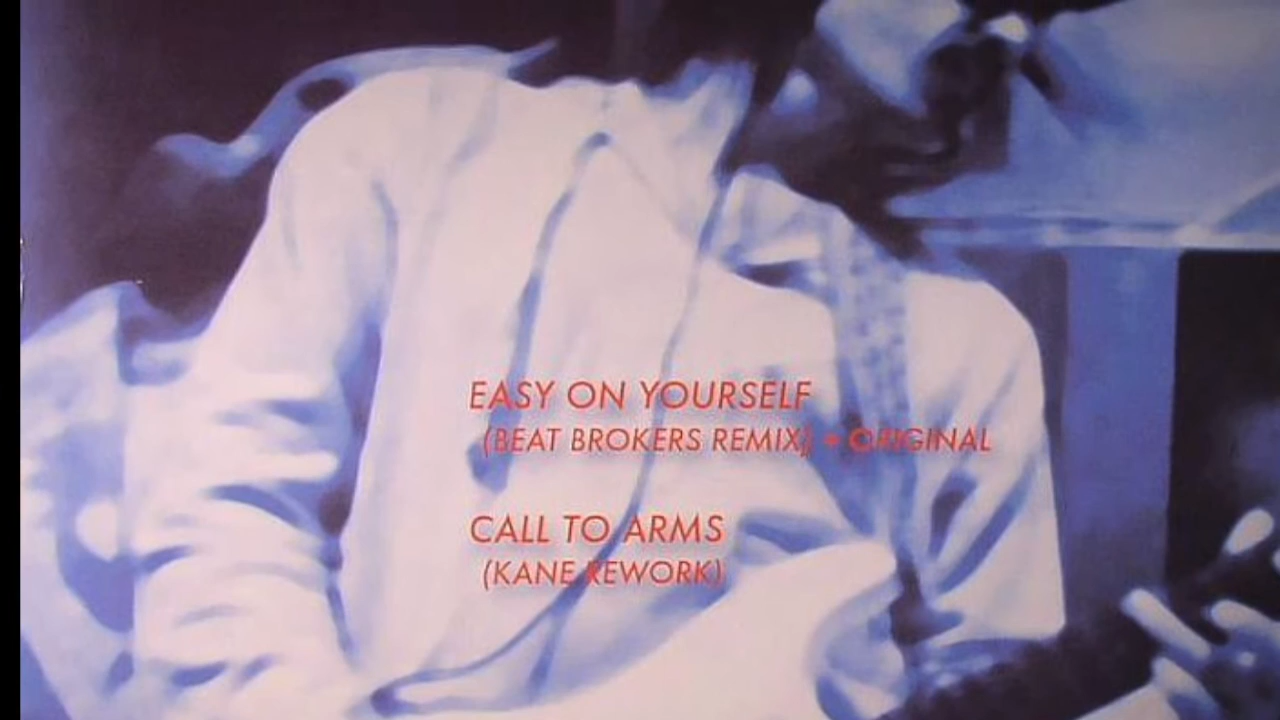 EASY ON YOURSELF
(BEAT BROKERS REMIX) + ORIGINAL
CALL TO ARMS
(KANE REWORK)